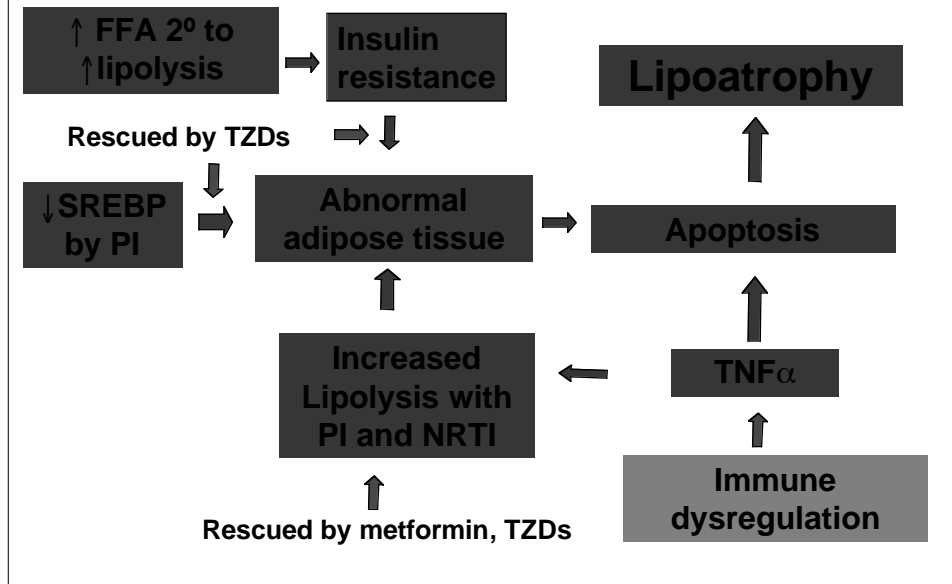 ↑ FFA 2º to
↑lipolysis
Insulin
resistance
Lipoatrophy
Rescued by TZDs
↓SREBP
by PI
Abnormal
adipose tissue
Apoptosis
Increased
Lipolysis with
PI and NRTI
TNFα
Immune
dysregulation
Rescued by metformin, TZDs